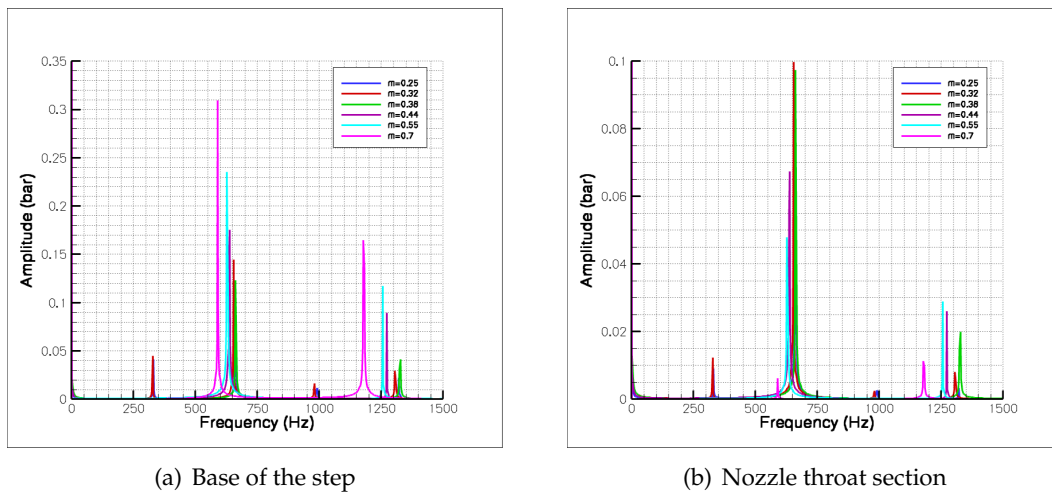 0.35
0.3
0.25
0.2
0.15
0.1
0.05
0
Amplitude (bar)
0 250 500 750 1000 1250 1500
Frequency (Hz)
m=0.25
m=0.32
m=0.38
m=0.44
m=0.55
m=0.7
(a) Base of the step
0.1
0.08
0.06
0.04
0.02
0
Amplitude (bar)
0 250 500 750 1000 1250 1500
Frequency (Hz)
m=0.25
m=0.32
m=0.38
m=0.44
m=0.55
m=0.7
(b) Nozzle throat section